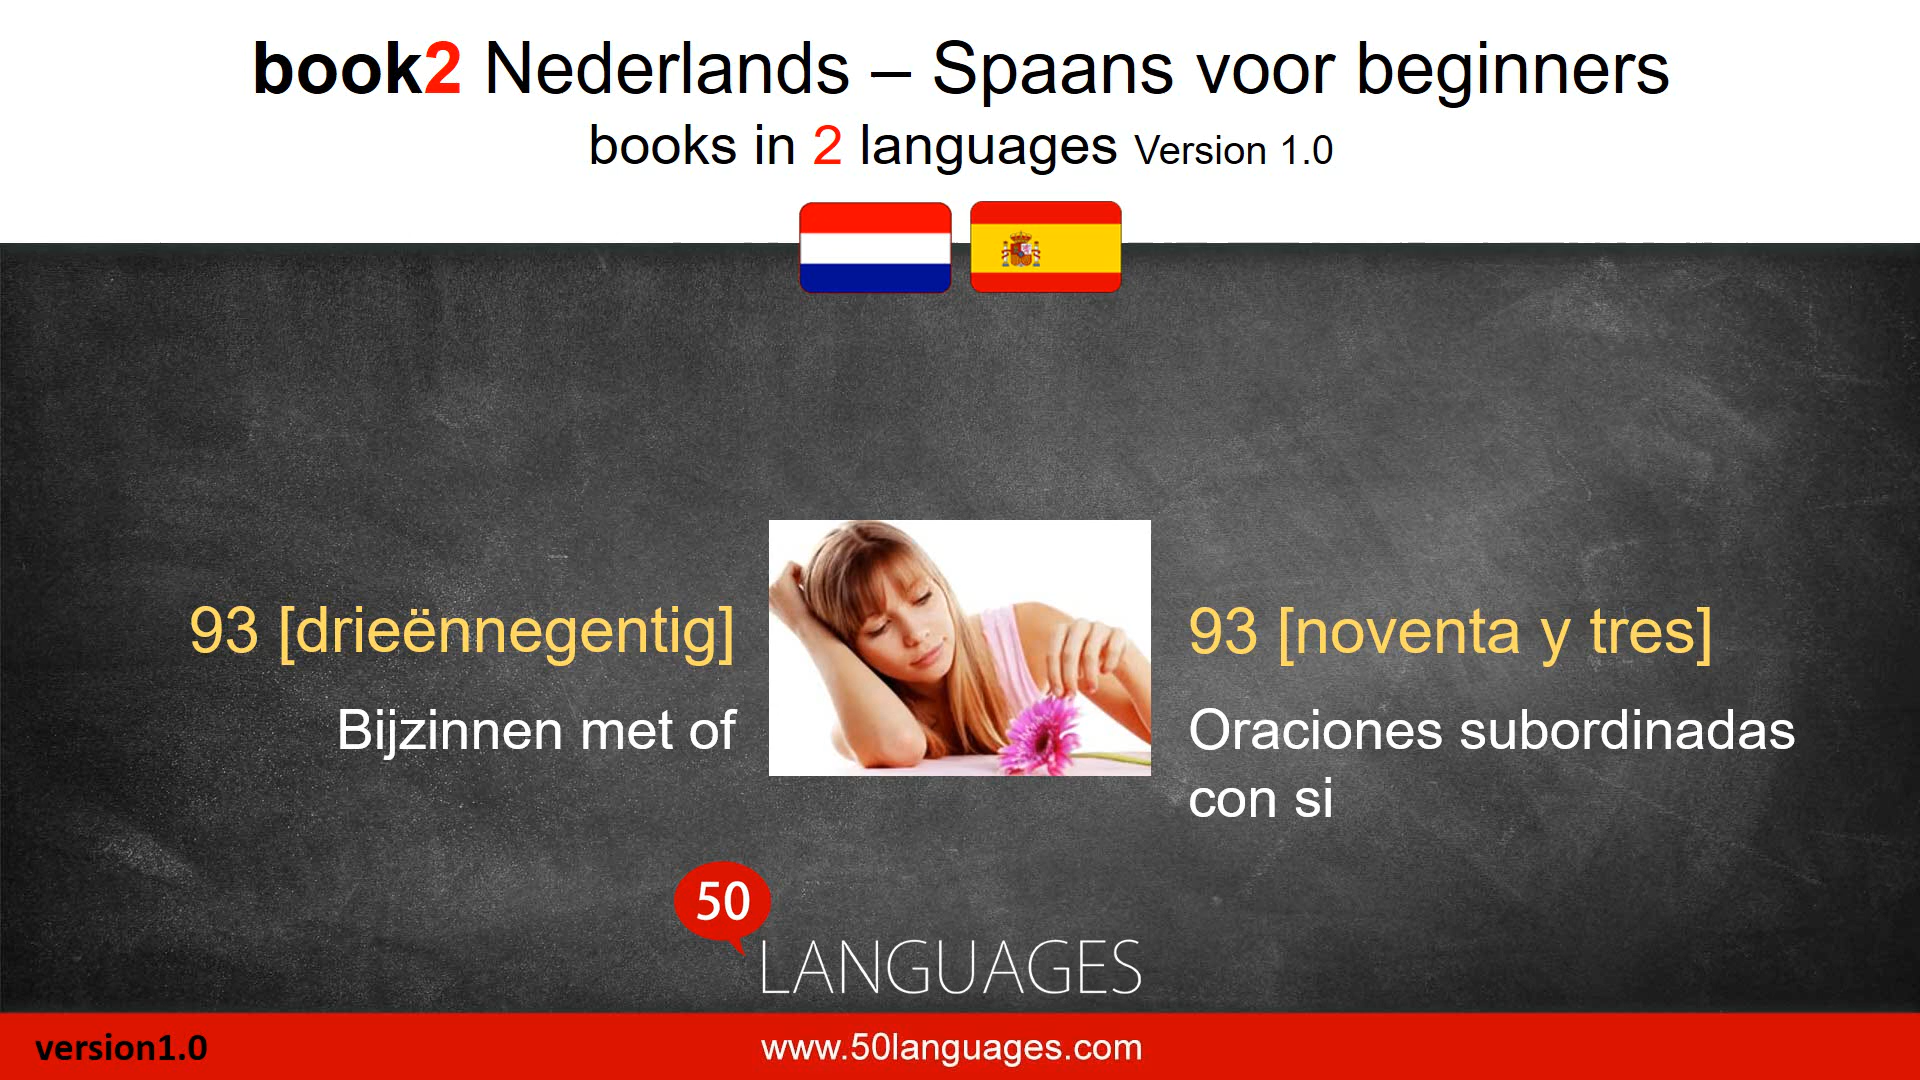 book2 Nederlands – Spaans voor beginners
books in 2 languages Version 1.0
93 [drieënnegentig]
Bijzinnen met of
93 [noventa y tres]
Oraciones subordinadas
con si
50
LANGUAGES
version1.0
www.50languages.com